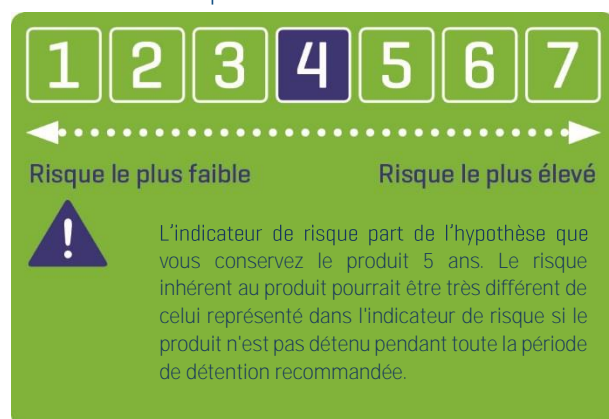 1 2 3 4 5 6 7
Risque le plus faible Risque le plus élevé
!
L'indicateur de risque part de l'hypothèse que
vous conservez le produit 5 ans. Le risque
inhérent au produit pourrait être très différent de
celui représenté dans l'indicateur de risque si le
produit n'est pas détenu pendant toute la période
de détention recommandée.